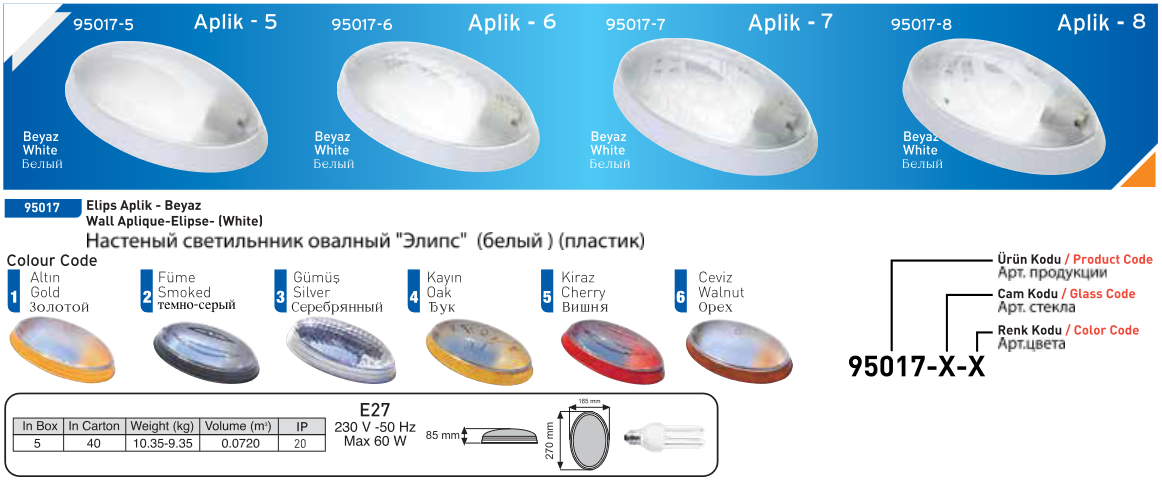 95017-5 Aplik - 5
Beyaz
White
Белый
95017-6 Aplik - 6
Beyaz
White
Белый
95017-7 Aplik - 7
Beyaz
White
Белый
95017-8 Aplik - 8
Beyaz
White
Белый
95017 Elips Aplik - Beyaz
Wall Aplique-Elipse- (White)
Настеный светильнник овалный "Элипс" (белый ) (пластик)
Colour Code
1 Altın
Gold
Золотой
2 Füme
Smoked
темно-серый
3 Gümüş
Silver
Серебрянный
4 Kayın
Oak
Ђук
5 Kiraz
Cherry
Вишня
6 Ceviz
Walnut
Орех
Ürün Kodu / Product Code
Арт. продукции
Cam Kodu / Glass Code
Арт. стекла
Renk Kodu / Color Code
Арт.цвета
95017-X-X
In Box In Carton Weight (kg) Volume (m³) IP
5 40 10.35-9.35 0.0720 20
E27
230 V -50 Hz
Max 60 W
85 mm
165 mm
270 mm